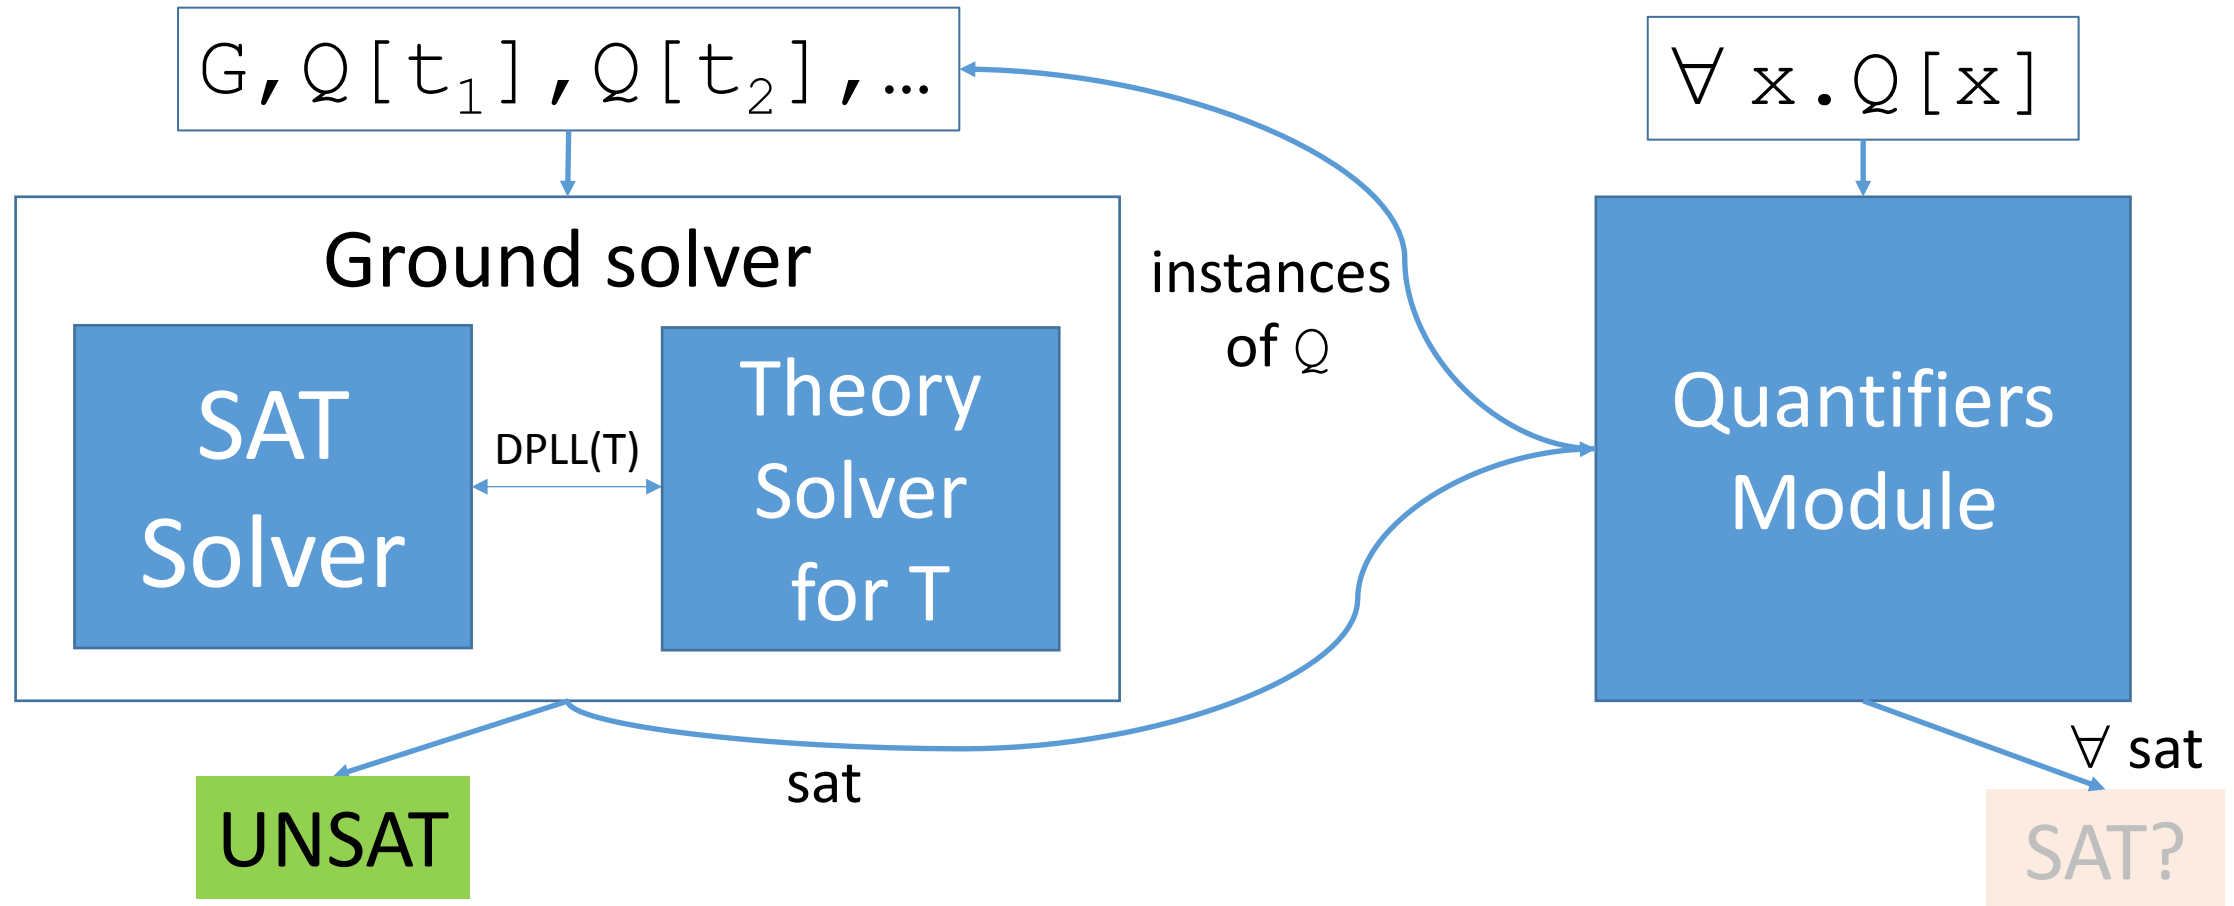 G,Q[t₁],Q[t₂],…
∀ x.Q[x]
Ground solver
SAT
Solver
DPLL(T)
Theory
Solver
for T
instances
of Q
Quantifiers
Module
sat
∀ sat
UNSAT
SAT?